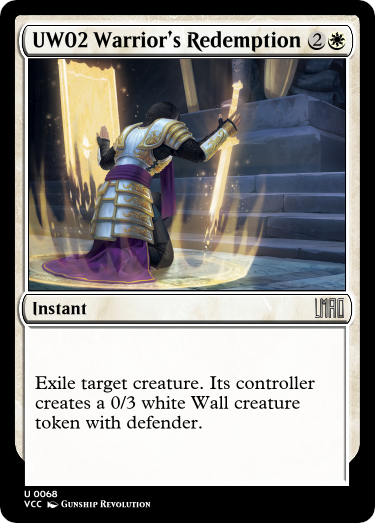 UW02 Warrior's Redemption 2
Instant
LMAO
Exile target creature. Its controller
creates a 0/3 white Wall creature
token with defender.
U 0068
VCC Gunship Revolution